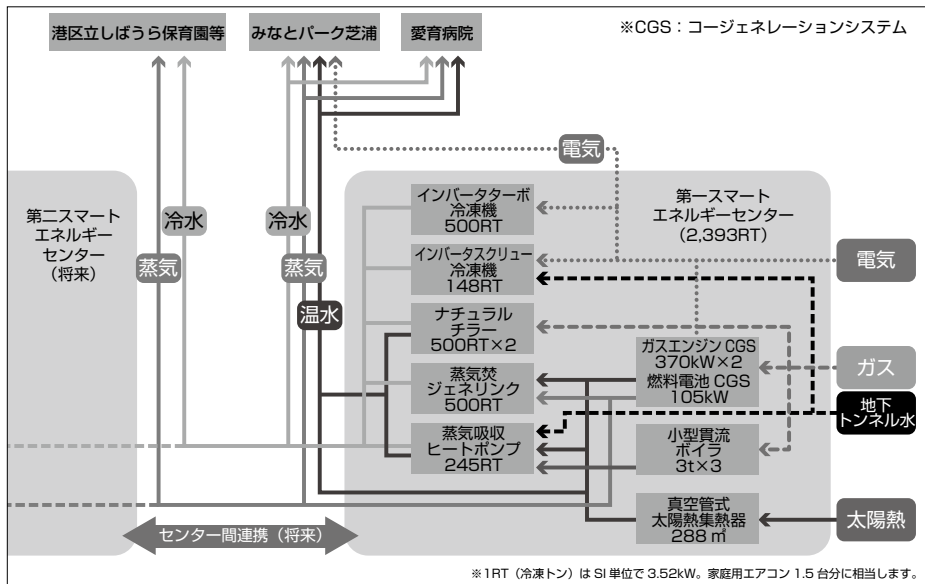 港区立しばうら保育園等
みなとパーク芝浦
愛育病院
※CGS：コージェネレーションシステム
電気
第二スマート
エネルギー
センター
（将来）
冷水
蒸気
冷水
蒸気
温水
インバータターボ
冷凍機
500RT
インバータスクリュー
冷凍機
148RT
ナチュラル
チラー
500RT×2
蒸気焚
ジェネリンク
500RT
蒸気吸収
ヒートポンプ
245RT
第一スマート
エネルギーセンター
（2,393RT）
ガスエンジン CGS
370kW×2
燃料電池 CGS
105kW
小型貫流
ボイラ
3t×3
真空管式
太陽熱集熱器
288 ㎡
電気
ガス
地下
トンネル水
太陽熱
センター間連携（将来）
※1RT（冷凍トン）は SI 単位で 3.52kW。家庭用エアコン 1.5 台分に相当します。